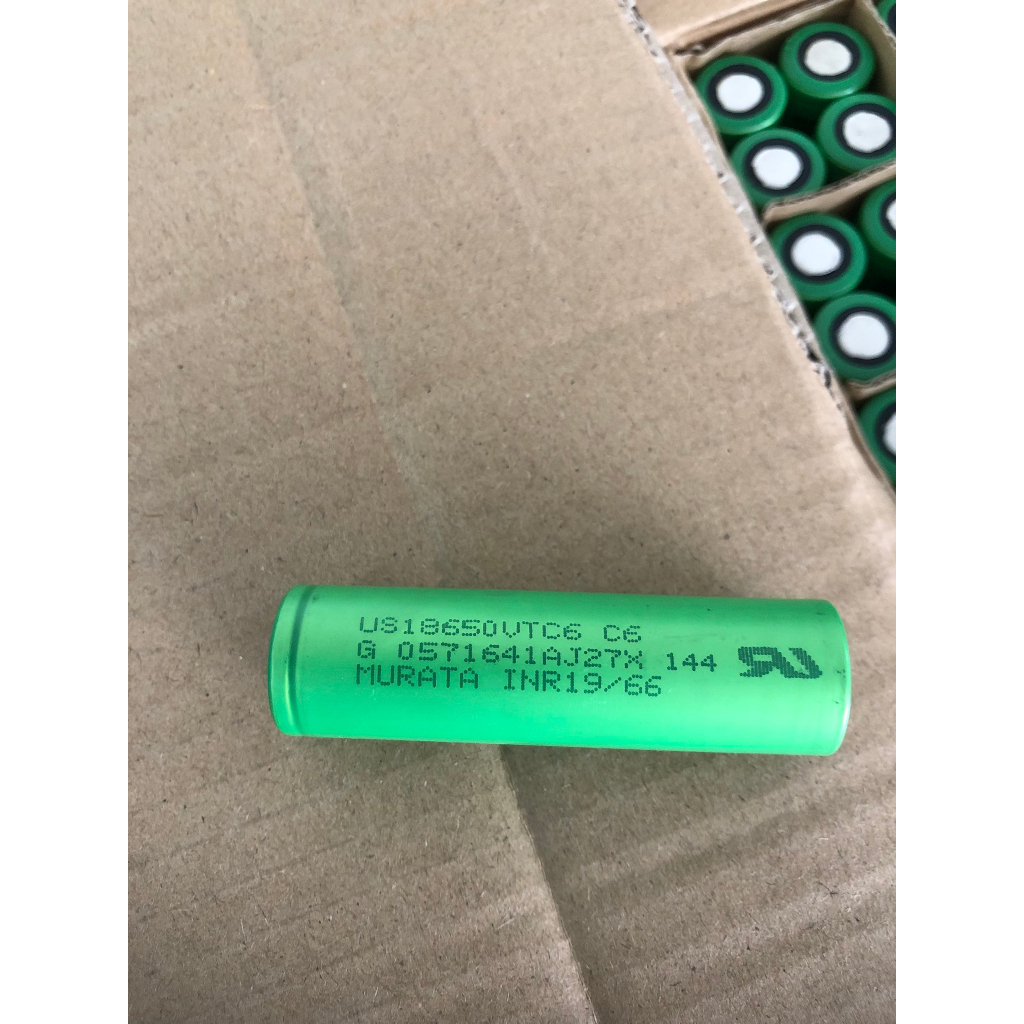 US18650VTC6 C6
G 0571641AJ27X 144
MURATA INR19/66